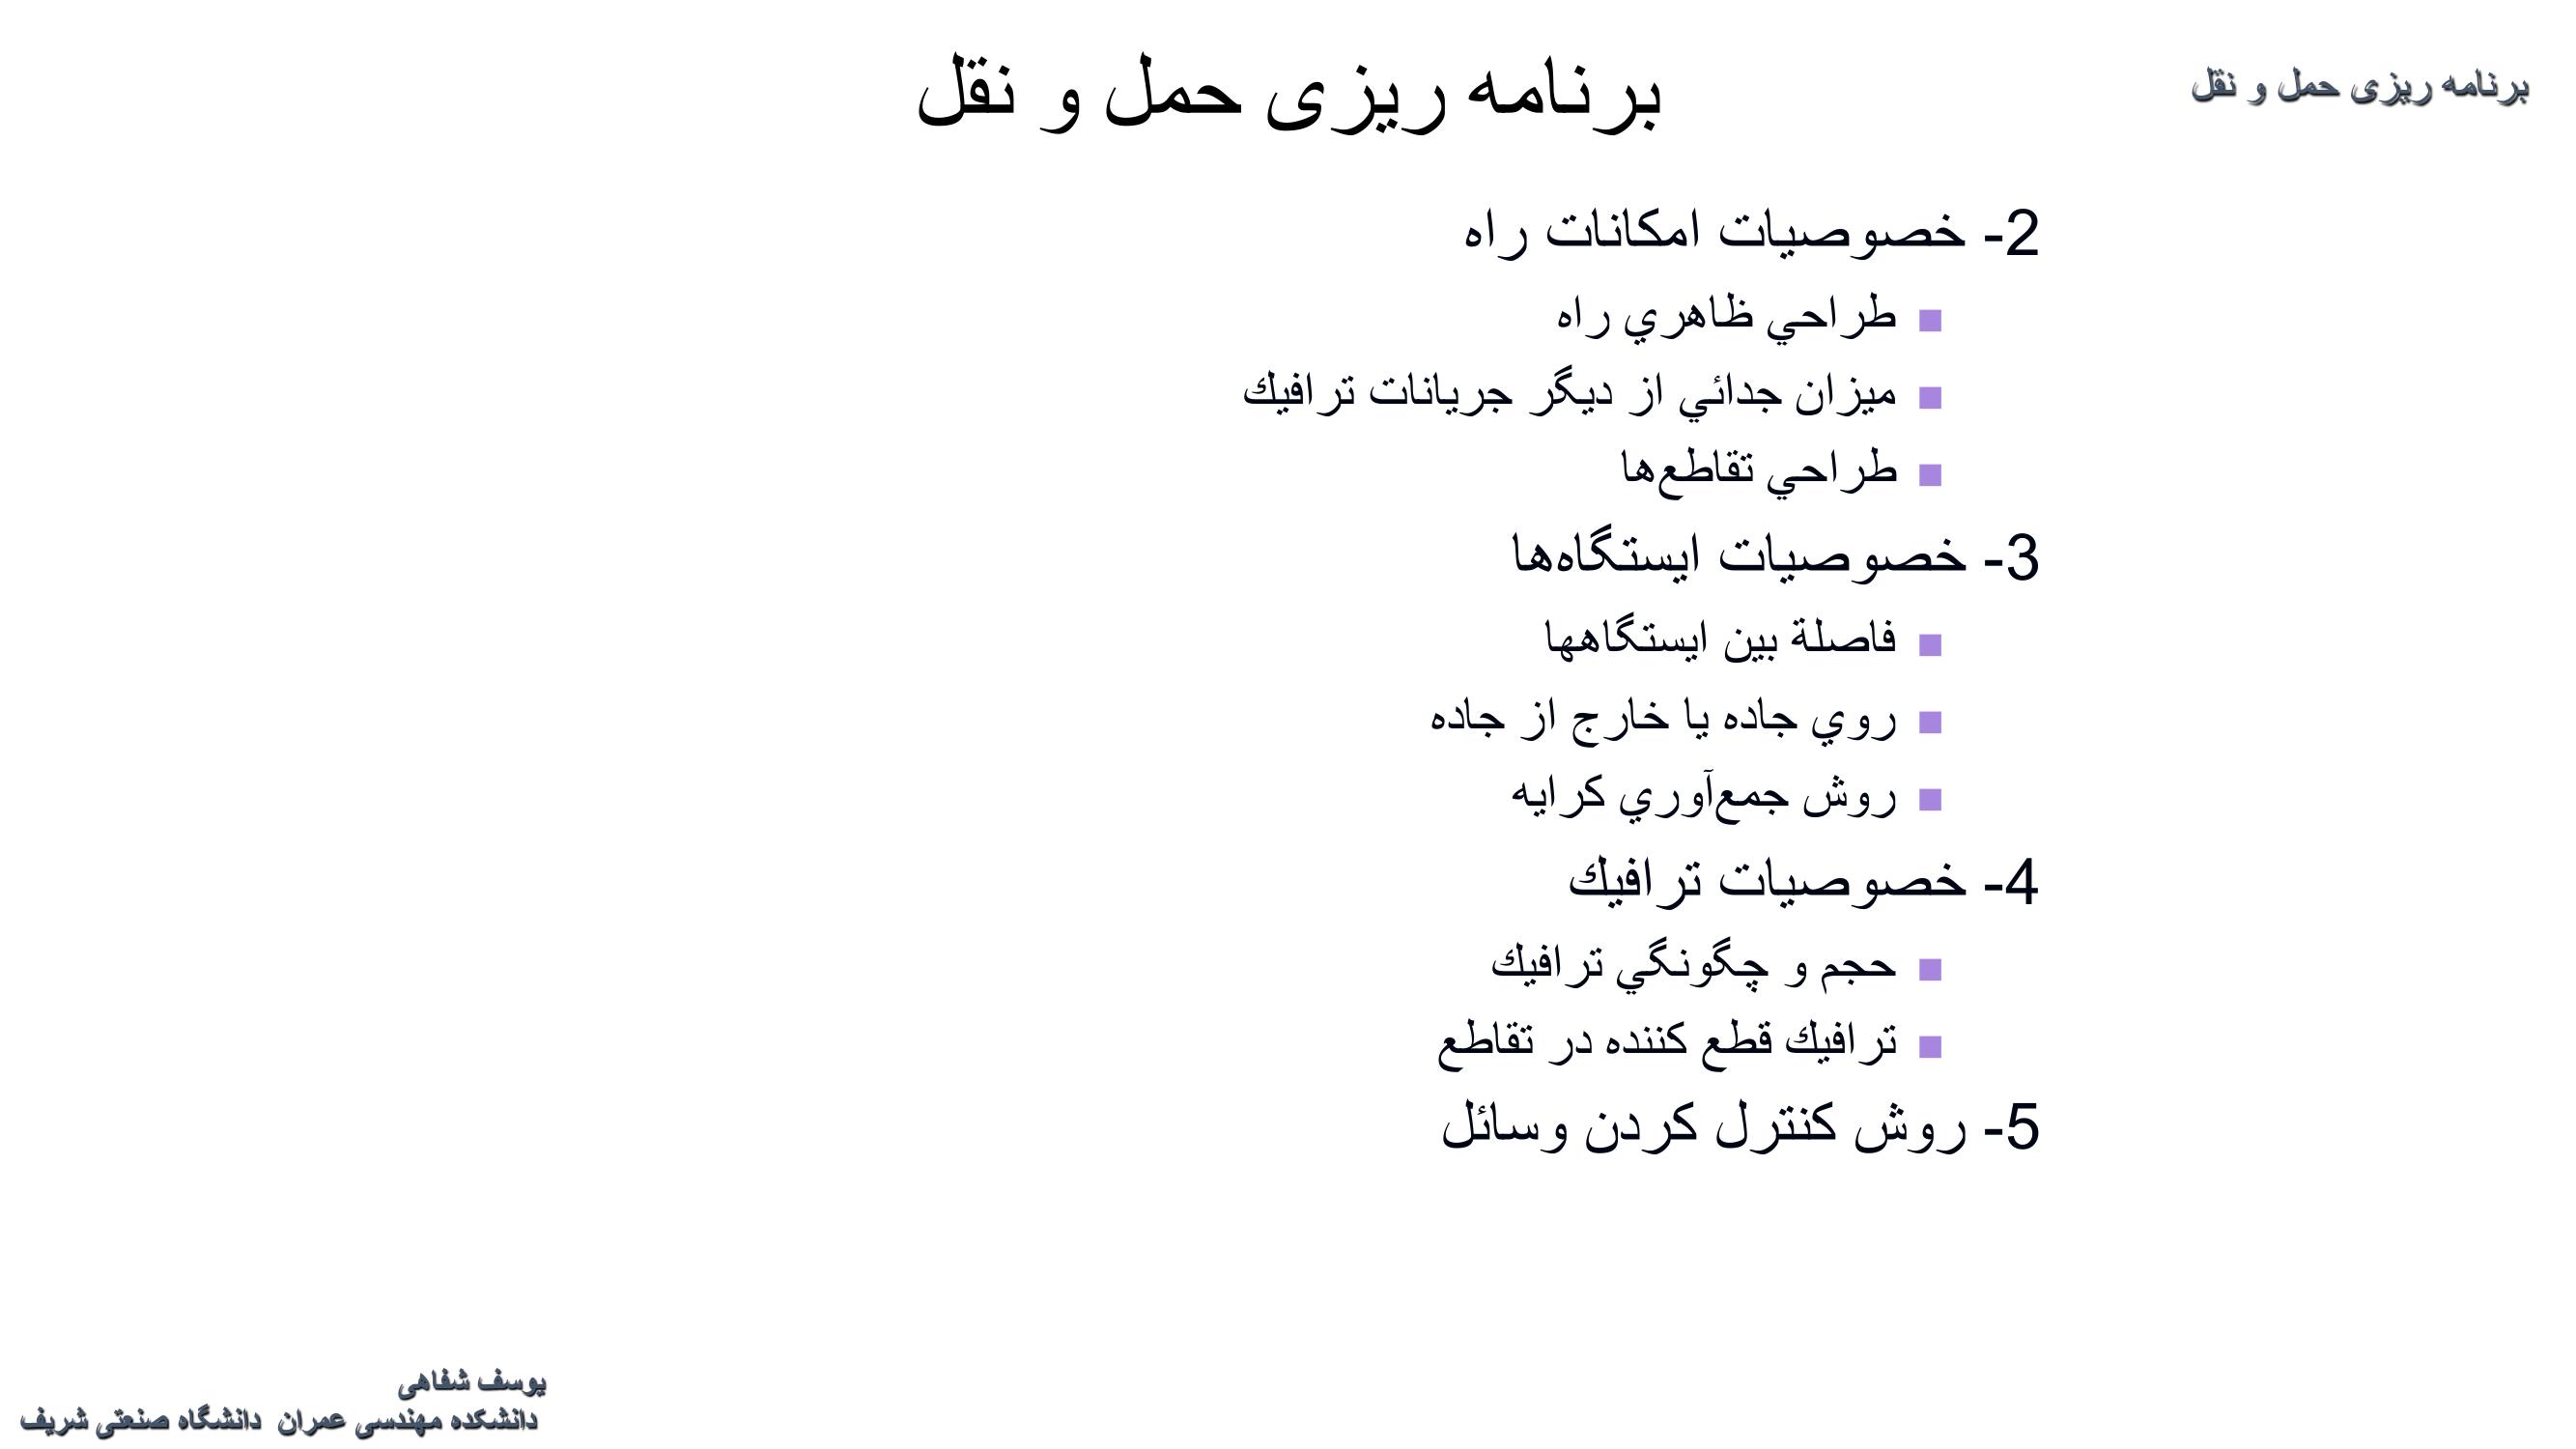 برنامه ریزی حمل و نقل
برنامه ریزی حمل و نقل
2- خصوصيات امكانات راه
■ طراحي ظاهري راه
■ ميزان جدائي از ديگر جريانات ترافيك
■ طراحي تقاطع‌ها
3- خصوصيات ايستگاه‌ها
■ فاصلة بين ايستگاهها
■ روي جاده يا خارج از جاده
■ روش جمع‌آوري كرايه
4- خصوصيات ترافيك
■ حجم و چگونگي ترافيك
■ ترافيك قطع كننده در تقاطع
5- روش كنترل كردن وسائل
یوسف شفاهی
دانشکده مهندسی عمران دانشگاه صنعتی شریف